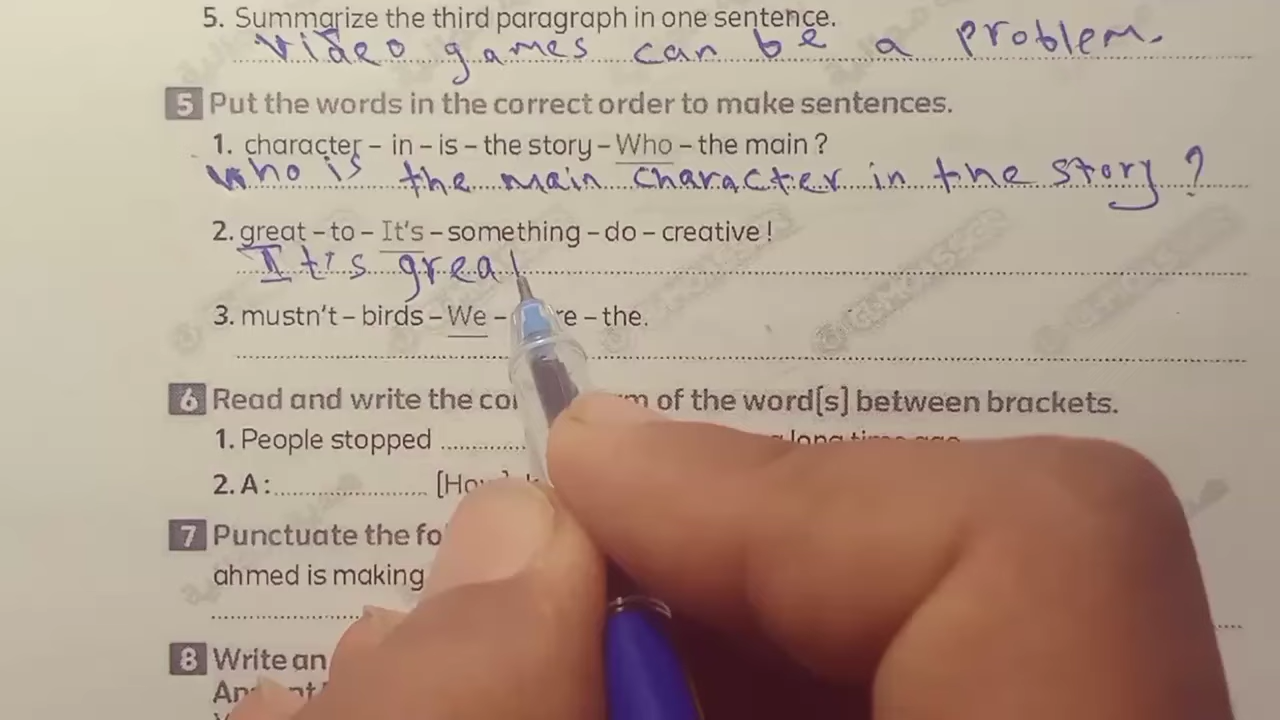 5. Summarize the third paragraph in one sentence.
Video games can be a problem.
5 Put the words in the correct order to make sentences.
1. character – in – is – the story – Who – the main ?
Who is the main character in the story ?
2. great – to – It's – something – do – creative !
It's grea
3. mustn't – birds – We – – the.
6 Read and write the of the word[s] between brackets.
1. People stopped ............ long time ago
2. A : ......................
7 Punctuate the
ahmed is making
8 Write an